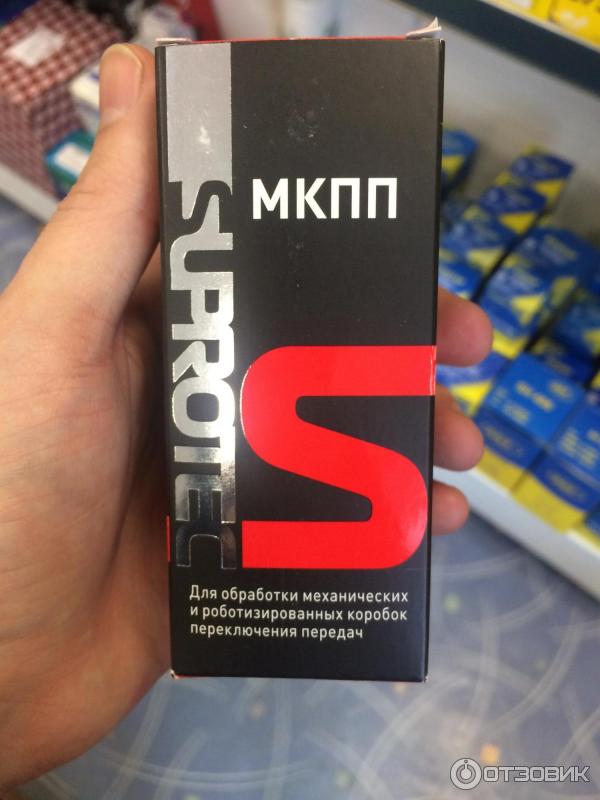 МКПП
SUPROTEC
S
Для обработки механических
и роботизированных коробок
переключения передач
ОТЗОВИК